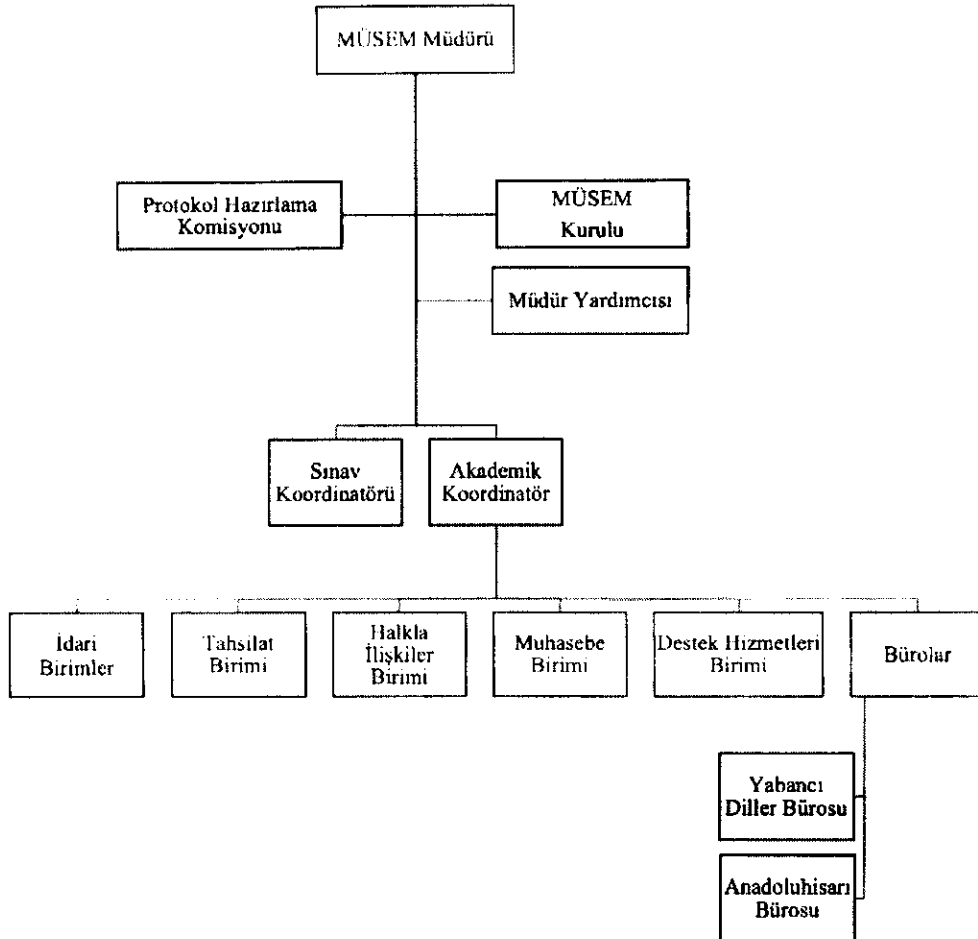 MÜSEM Müdürü
Protokol Hazırlama
Komisyonu
MÜSEM
Kurulu
Müdür Yardımcısı
Sınav
Koordinatörü
Akademik
Koordinatör
İdari
Birimler
Tahsilat
Birimi
Halkla
İlişkiler
Birimi
Muhasebe
Birimi
Destek Hizmetleri
Birimi
Bürolar
Yabancı
Diller Bürosu
Anadoluhisarı
Bürosu